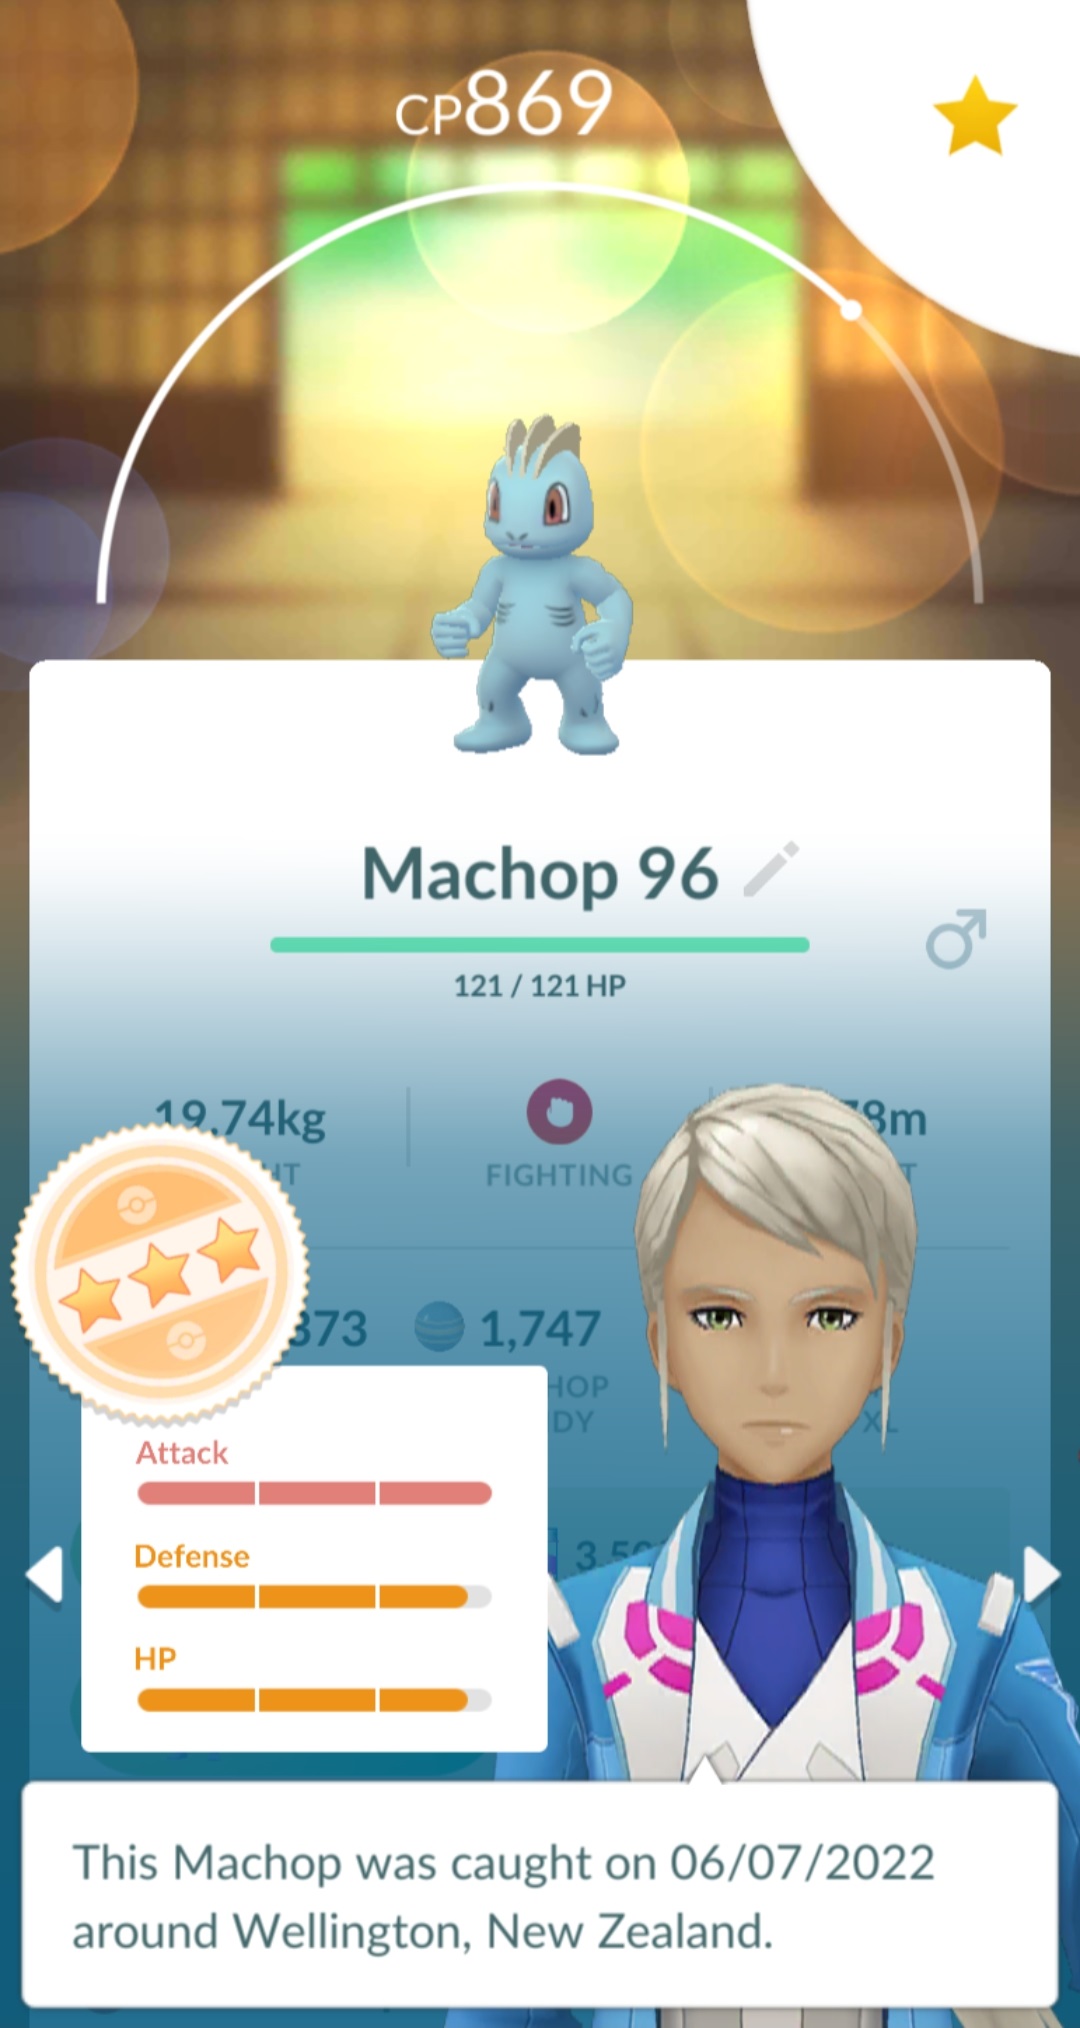 CP869
Machop 96
121 / 121 HP
19.74kg
FIGHTING
1,747
Attack
Defense
HP
This Machop was caught on 06/07/2022
around Wellington, New Zealand.